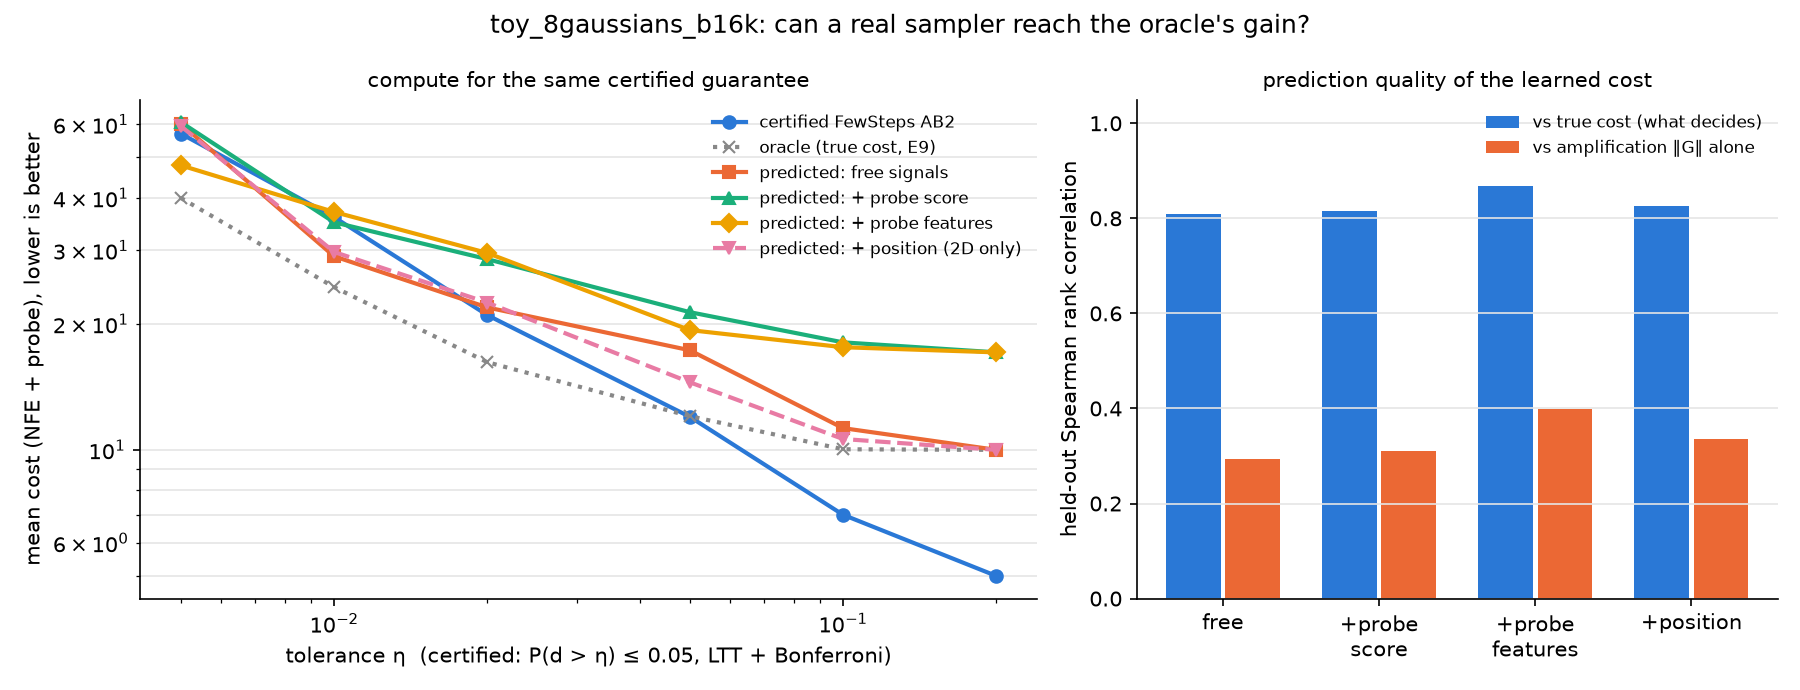 toy_8gaussians_b16k: can a real sampler reach the oracle's gain?
compute for the same certified guarantee
mean cost (NFE + probe), lower is better
6 × 10¹
4 × 10¹
3 × 10¹
2 × 10¹
10¹
6 × 10⁰
certified FewSteps AB2
oracle (true cost, E9)
predicted: free signals
predicted: + probe score
predicted: + probe features
predicted: + position (2D only)
10⁻²
10⁻¹
tolerance η (certified: P(d > η) ≤ 0.05, LTT + Bonferroni)
prediction quality of the learned cost
held-out Spearman rank correlation
1.0
0.8
0.6
0.4
0.2
0.0
vs true cost (what decides)
vs amplification ‖G‖ alone
free
+probe
score
+probe
features
+position